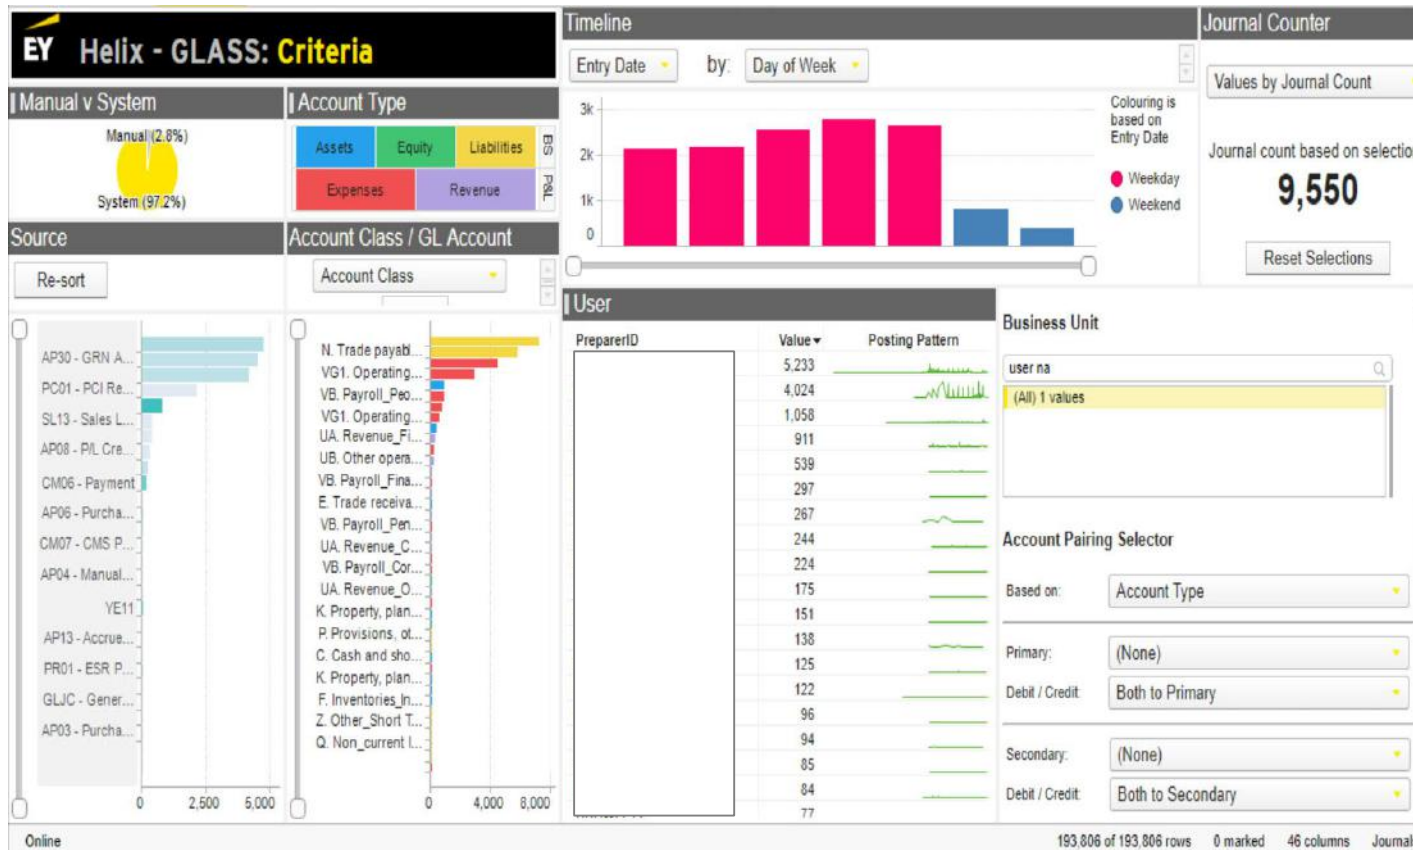 EY Helix - GLASS: Criteria
Manual v System
Manual (2.8%)
System (97.2%)
Account Type
Assets
Equity
Liabilities
BS
Expenses
Revenue
P&L
Timeline
Entry Date
by:
Day of Week
3k
2k
1k
0
Colouring is
based on
Entry Date
Weekday
Weekend
Journal Counter
Values by Journal Count
Journal count based on selection
9,550
Reset Selections
Source
Re-sort
AP30 - GRN A...
PC01 - PCI Re...
SL13 - Sales L...
AP08 - P/L Cre...
CM06 - Payment
AP06 - Purcha...
CM07 - CMS P...
AP04 - Manual...
YE11
AP13 - Accrue...
PR01 - ESR P...
GLJC - Gener...
AP03 - Purcha...
0
2,500
5,000
Account Class / GL Account
Account Class
N. Trade payabl...
VG1. Operating...
VB. Payroll_Peo...
VG1. Operating...
UA. Revenue_Fi...
UB. Other opera...
VB. Payroll_Fina...
E. Trade receiva...
VB. Payroll_Pen...
UA. Revenue_C...
VB. Payroll_Cor...
UA. Revenue_O...
K. Property, plan...
P. Provisions, ot...
C. Cash and sho...
K. Property, plan...
F. Inventories_In...
Z. Other_Short T...
Q. Non_current l...
0
4,000
8,000
User
PreparerID
Value
Posting Pattern
5,233
4,024
1,058
911
539
297
267
244
224
175
151
138
125
122
96
94
85
84
77
Business Unit
user na
(All) 1 values
Account Pairing Selector
Based on:
Account Type
Primary:
(None)
Debit / Credit
Both to Primary
Secondary:
(None)
Debit / Credit
Both to Secondary
Online
193,806 of 193,806 rows
0 marked
46 columns
Journal